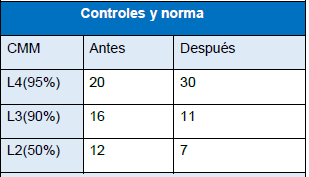 Controles y norma
CMM Antes Después
L4(95%) 20 30
L3(90%) 16 11
L2(50%) 12 7